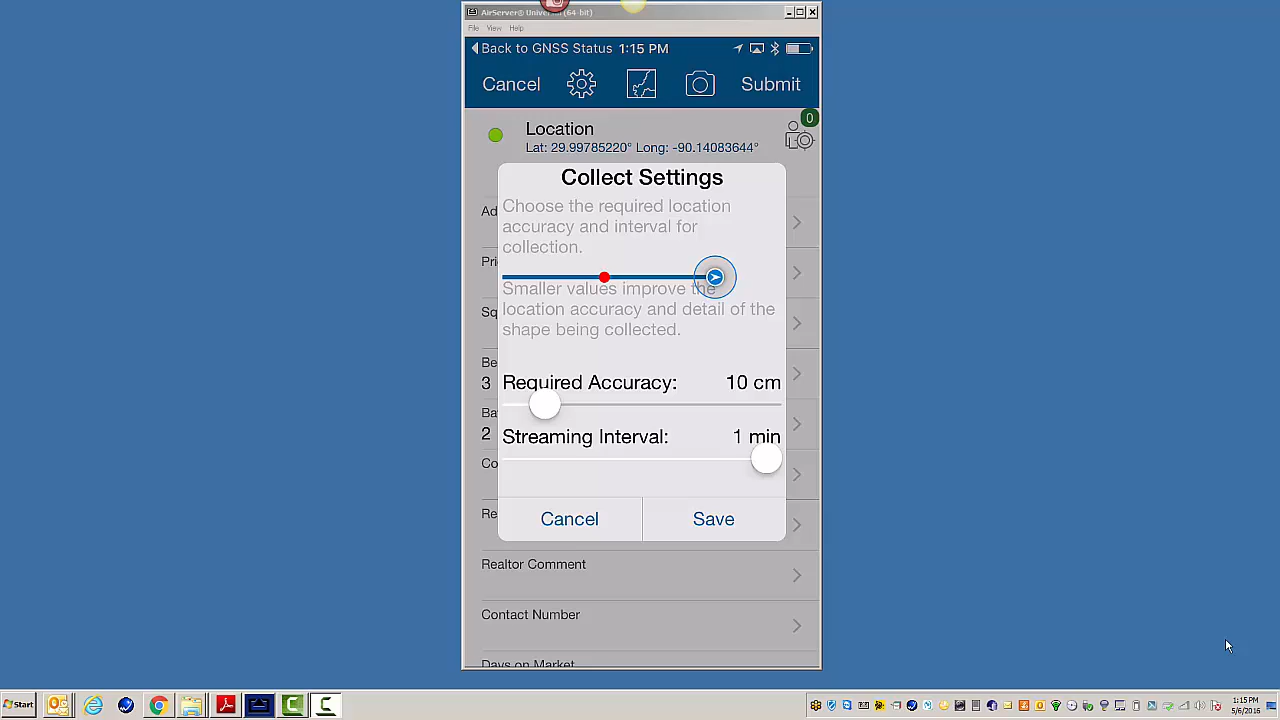 AirServer® Universal (64-bit)
File View Help
Back to GNSS Status 1:15 PM
Cancel
Submit
0
Location
Lat: 29.99785220° Long: -90.14083644°
Collect Settings
Choose the required location
accuracy and interval for
collection.
Smaller values improve the
location accuracy and detail of the
shape being collected.
Required Accuracy: 10 cm
Streaming Interval: 1 min
Cancel Save
Ad
Pri
Sq
Be
3
Ba
2
Co
Re
Realtor Comment
Contact Number
Days on Market
Start
1:15 PM
5/6/2016